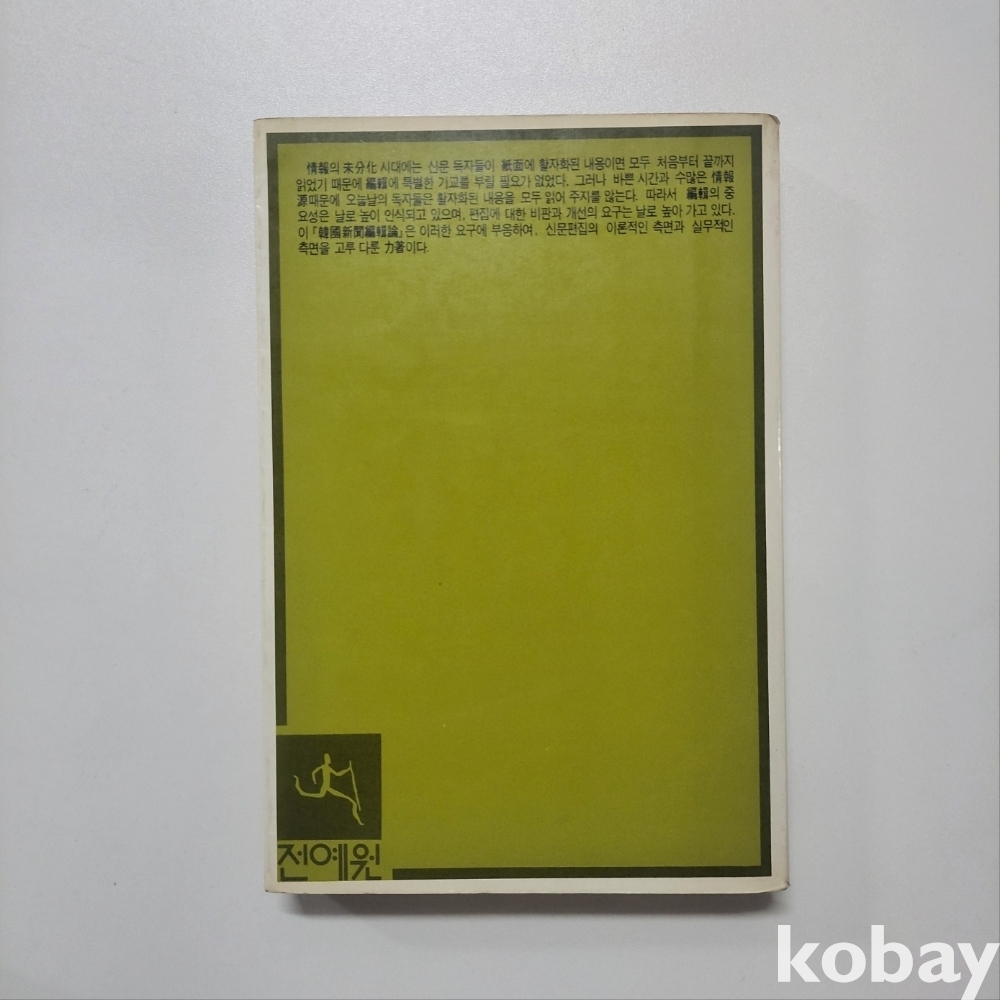 情報의 未分化 시대에는 신문 독자들이 紙面에 활자화된 내용이면 모두 처음부터 끝까지
읽었기 때문에 編輯에 특별한 기교를 부릴 필요가 없었다. 그러나 바쁜 시간과 수많은 情報
源때문에 오늘날의 독자들은 활자화된 내용을 모두 읽어 주지를 않는다. 따라서 編輯의 중
요성은 날로 높이 인식되고 있으며, 편집에 대한 비판과 개선의 요구는 날로 높아 가고 있다.
이 「韓國新聞編輯論」은 이러한 요구에 부응하여, 신문편집의 이론적인 측면과 실무적인
측면을 고루 다룬 力著이다.
전예원
kobay